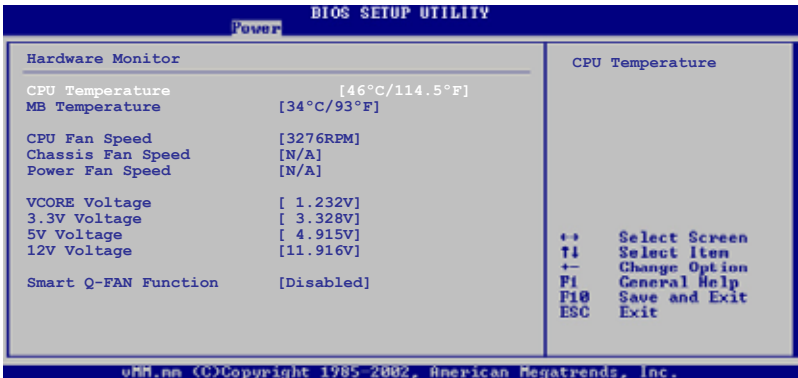 BIOS SETUP UTILITY
Power
Hardware Monitor
CPU Temperature [46°C/114.5°F]
MB Temperature [34°C/93°F]
CPU Fan Speed [3276RPM]
Chassis Fan Speed [N/A]
Power Fan Speed [N/A]
VCORE Voltage [ 1.232V]
3.3V Voltage [ 3.328V]
5V Voltage [ 4.915V]
12V Voltage [11.916V]
Smart Q-FAN Function [Disabled]
CPU Temperature
←→ Select Screen
↑↓ Select Item
+- Change Option
F1 General Help
F10 Save and Exit
ESC Exit
vMM.mm (C)Copyright 1985-2002, American Megatrends, Inc.